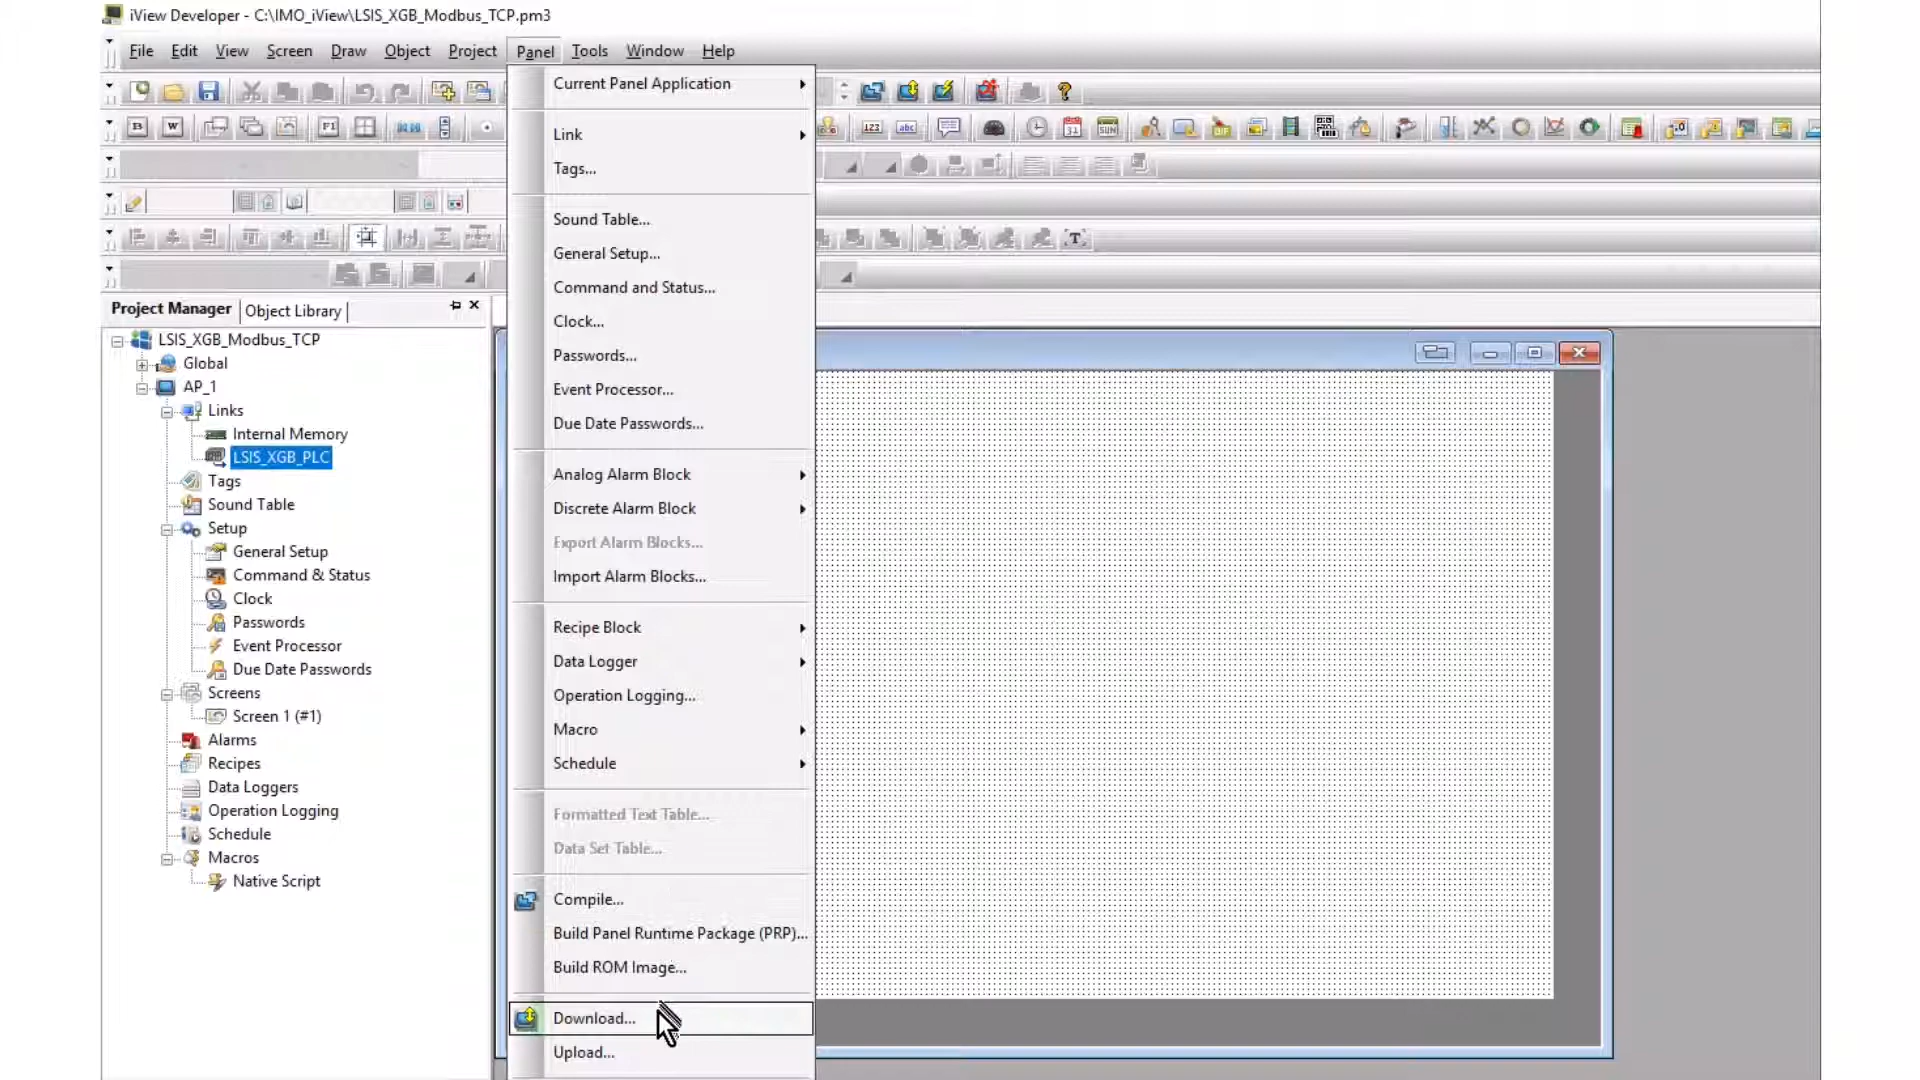 iView Developer - C:\IMO_iView\LSIS_XGB_Modbus_TCP.pm3
File Edit View Screen Draw Object Project Panel Tools Window Help
Current Panel Application
Link
Tags...
Sound Table...
General Setup...
Command and Status...
Clock...
Passwords...
Event Processor...
Due Date Passwords...
Analog Alarm Block
Discrete Alarm Block
Export Alarm Blocks...
Import Alarm Blocks...
Recipe Block
Data Logger
Operation Logging...
Macro
Schedule
Formatted Text Table...
Data Set Table...
Compile...
Build Panel Runtime Package (PRP)...
Build ROM Image...
Download...
Upload...
B W F1 123 abc 31 SUN
T
Project Manager Object Library
LSIS_XGB_Modbus_TCP
Global
AP_1
Links
Internal Memory
LSIS_XGB_PLC
Tags
Sound Table
Setup
General Setup
Command & Status
Clock
Passwords
Event Processor
Due Date Passwords
Screens
Screen 1 (#1)
Alarms
Recipes
Data Loggers
Operation Logging
Schedule
Macros
Native Script